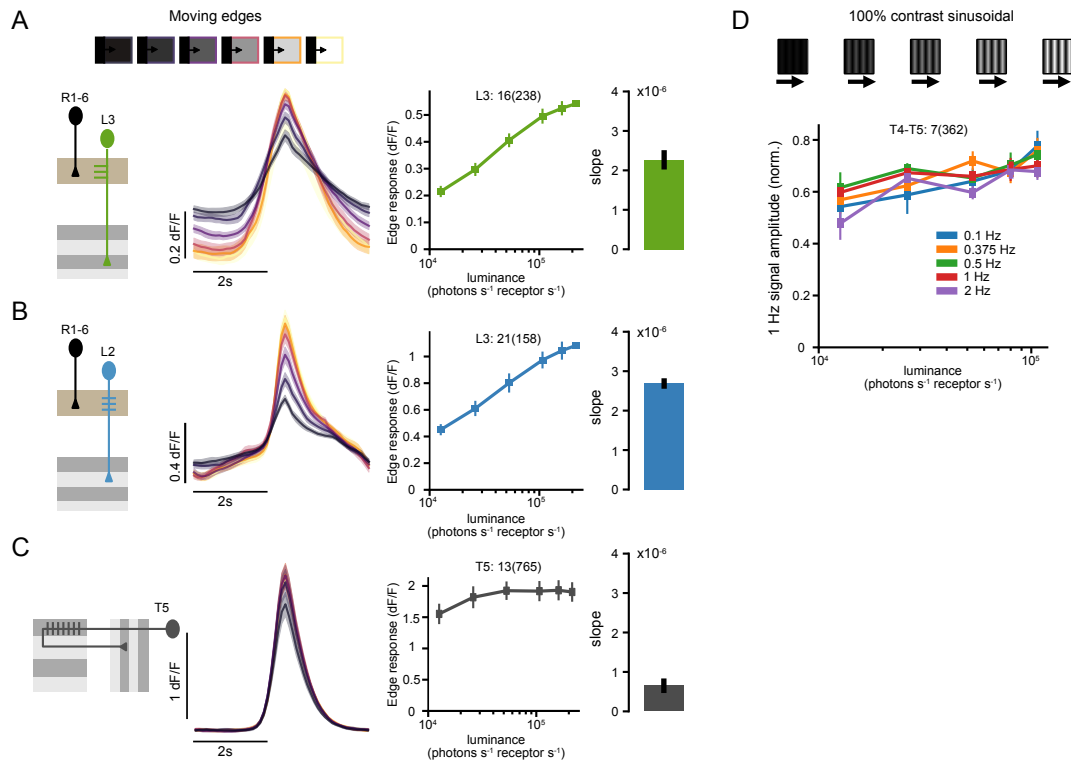 A
Moving edges
R1-6
L3
0.2 dF/F
2s
Edge response (dF/F)
L3: 16(238)
0.5
0.4
0.3
0.2
0.1
0
10⁴
10⁵
luminance
(photons s⁻¹ receptor s⁻¹)
slope
x10⁻⁶
4
2
0
B
R1-6
L2
0.4 dF/F
2s
Edge response (dF/F)
L3: 21(158)
1
0.8
0.6
0.4
0.2
0
10⁴
10⁵
luminance
(photons s⁻¹ receptor s⁻¹)
slope
x10⁻⁶
4
2
0
C
T5
1 dF/F
2s
Edge response (dF/F)
T5: 13(765)
2
1.5
1
0.5
0
10⁴
10⁵
luminance
(photons s⁻¹ receptor s⁻¹)
slope
x10⁻⁶
4
2
0
D
100% contrast sinusoidal
1 Hz signal amplitude (norm.)
T4-T5: 7(362)
0.8
0.6
0.4
0.2
0
0.1 Hz
0.375 Hz
0.5 Hz
1 Hz
2 Hz
10⁴
10⁵
luminance
(photons s⁻¹ receptor s⁻¹)